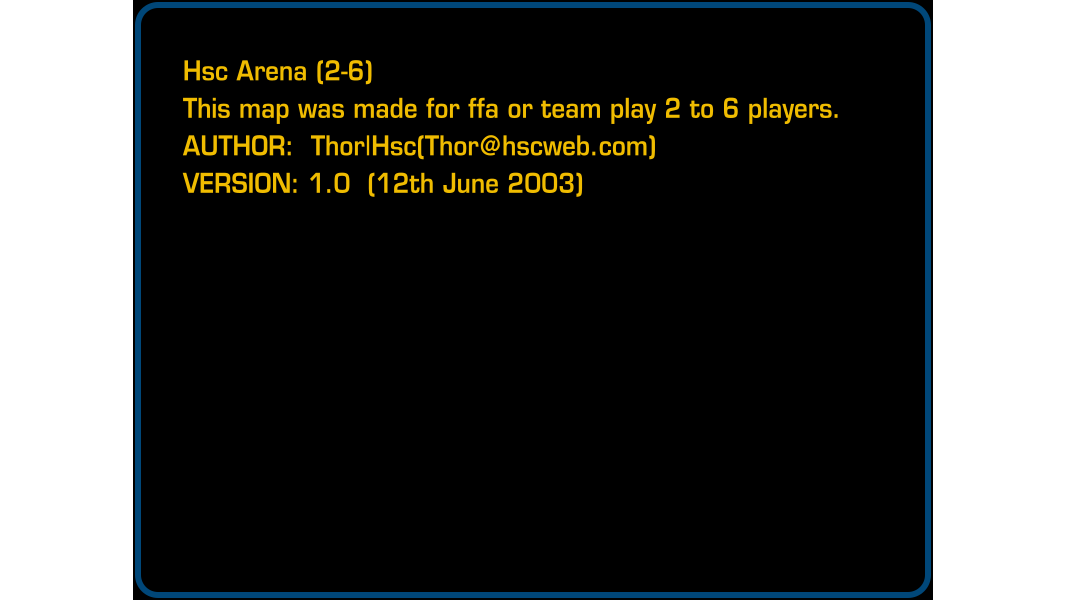 Hsc Arena (2-6)
This map was made for ffa or team play 2 to 6 players.
AUTHOR:  Thor|Hsc(Thor@hscweb.com)
VERSION: 1.0  (12th June 2003)